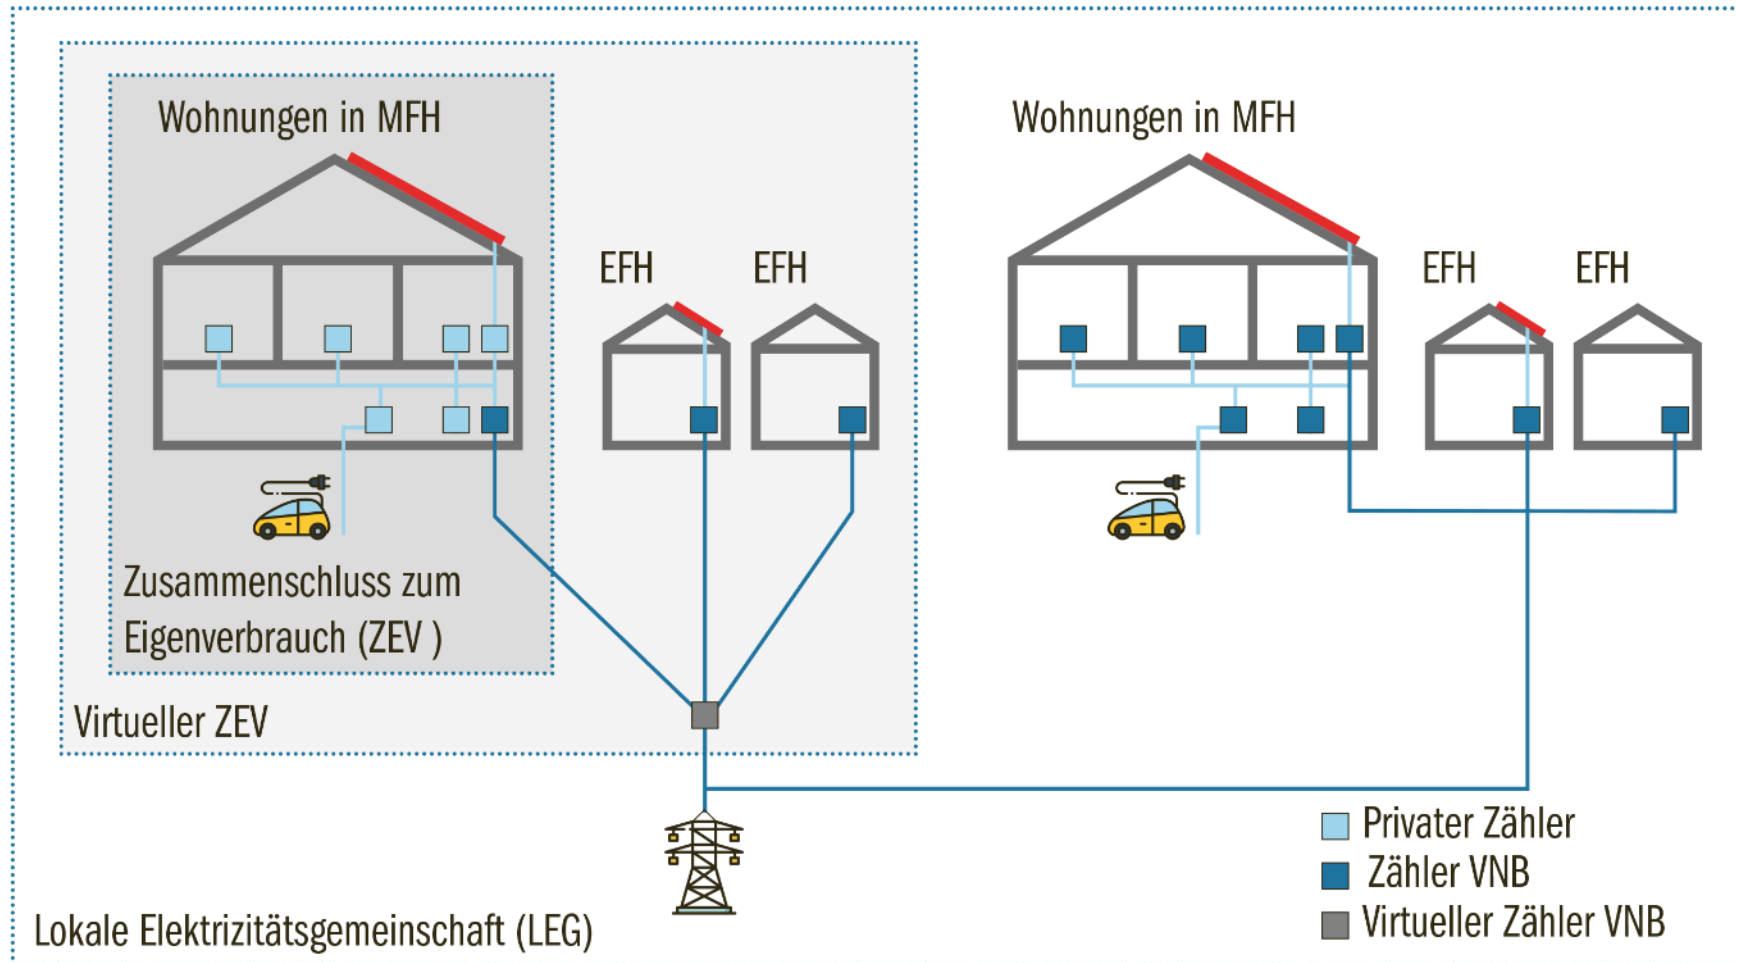 Wohnungen in MFH
EFH
EFH
Zusammenschluss zum
Eigenverbrauch (ZEV )
Virtueller ZEV
Wohnungen in MFH
EFH
EFH
Privater Zähler
Zähler VNB
Virtueller Zähler VNB
Lokale Elektrizitätsgemeinschaft (LEG)